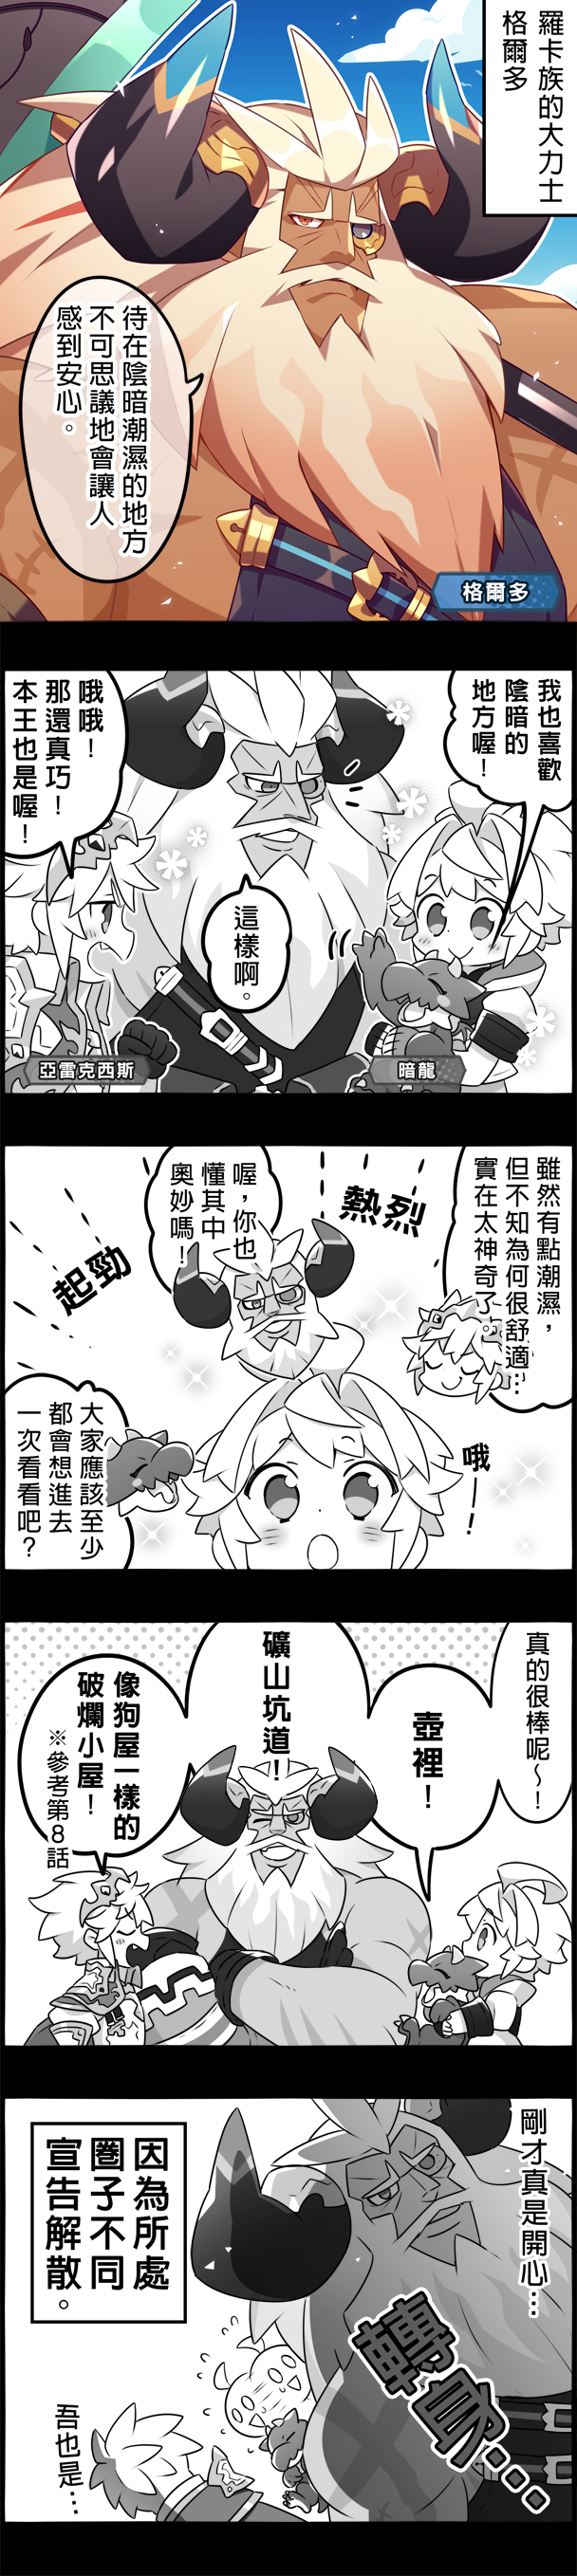 羅卡族的大力士
格爾多
待在陰暗潮濕的地方
不可思議地會讓人
感到安心。
格爾多
我也喜歡
陰暗的
地方喔！
這樣啊。
哦哦！
那還真巧！
本王也是喔！
暗龍
亞雷克西斯
雖然有點潮濕，
但不知為何很舒適…
實在太神奇了。
熱烈
喔，你也
懂其中
奧妙嗎！
起勁
哦—！
大家應該至少
都會想進去
一次看看吧？
真的很棒呢～！
壺裡！
礦山坑道！
像狗屋一樣的
破爛小屋！
※參考第8話
剛才真是開心…
轉身…
因為所處
圈子不同
宣告解散。
吾也是…